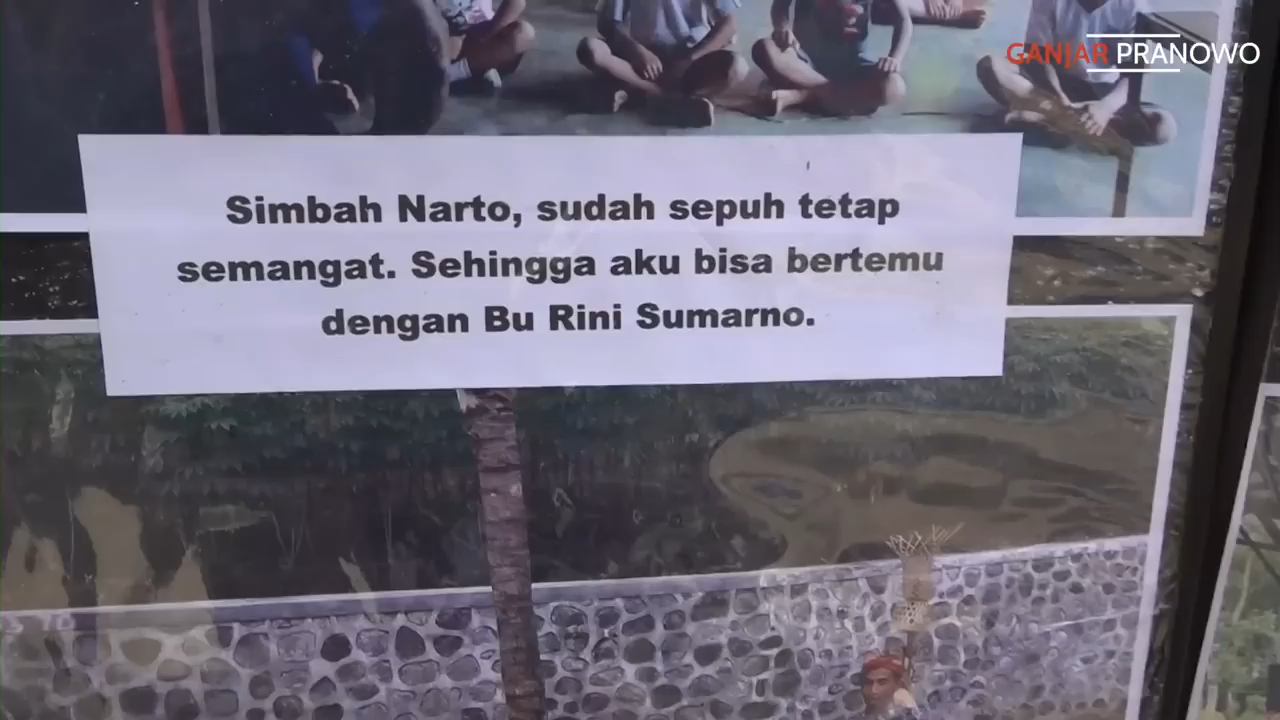 GANJAR PRANOWO
Simbah Narto, sudah sepuh tetap
semangat. Sehingga aku bisa bertemu
dengan Bu Rini Sumarno.